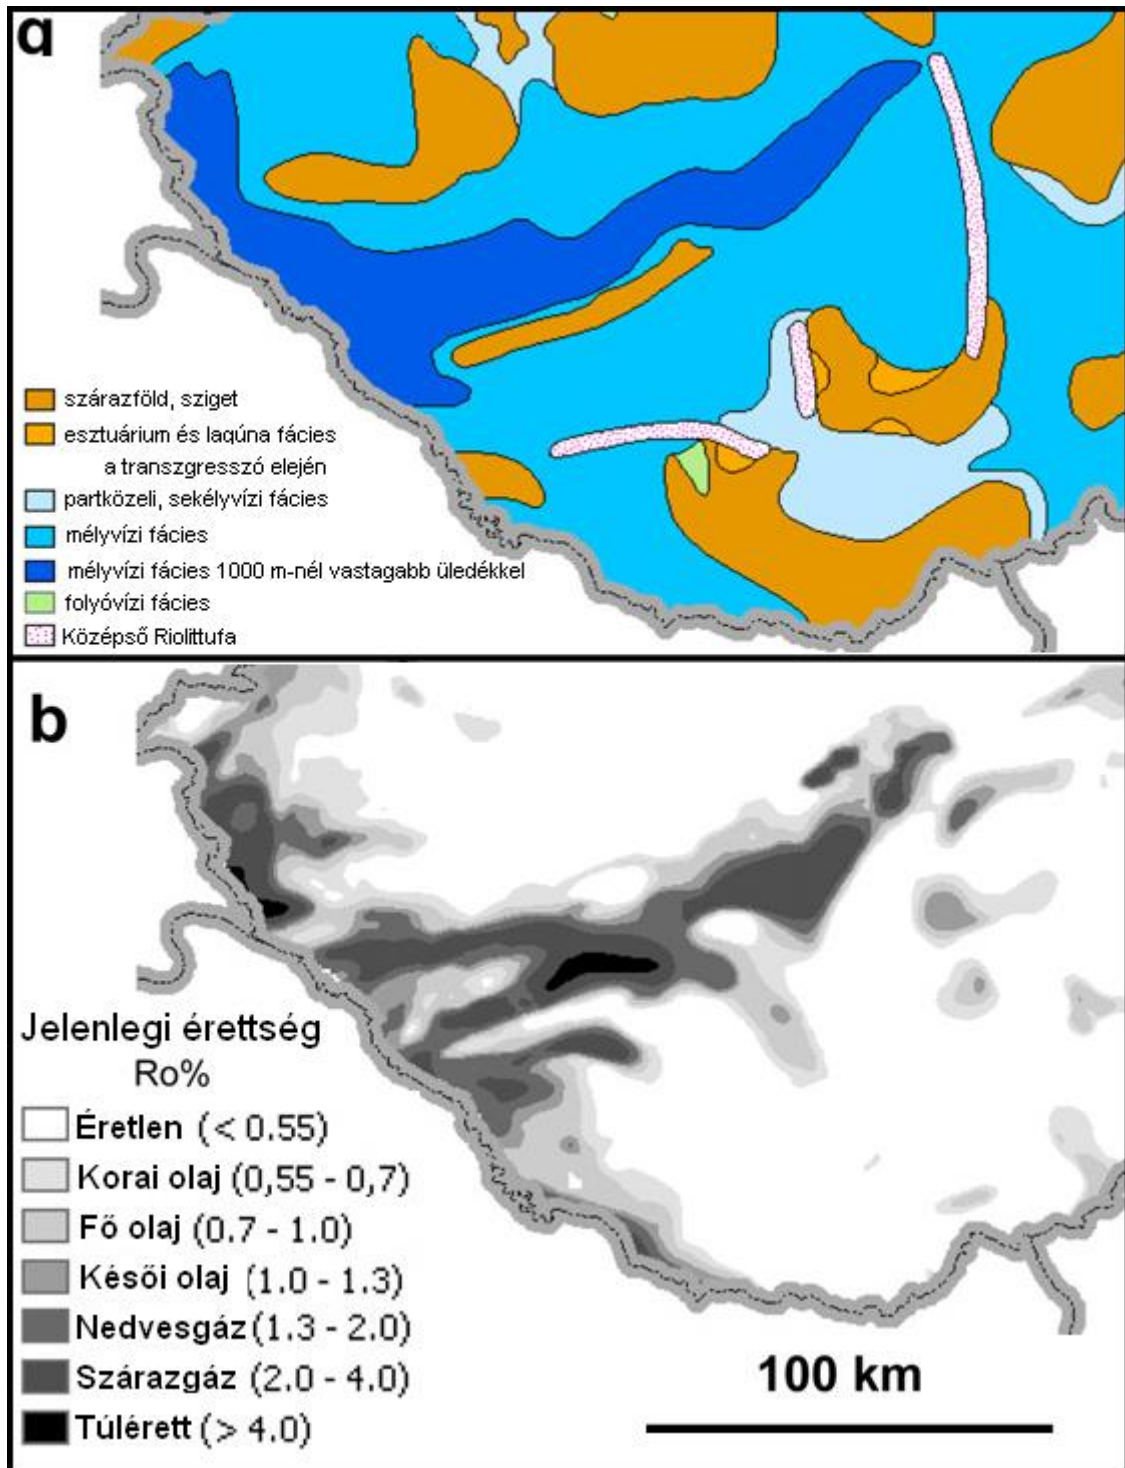 a
szárazföld, sziget
esztuárium és lagúna fácies
a transzgresszó elején
partközeli, sekélyvízi fácies
mélyvízi fácies
mélyvízi fácies 1000 m-nél vastagabb üledékkel
folyóvízi fácies
Középső Riolittufa
b
Jelenlegi érettség
Ro%
Éretlen (< 0.55)
Korai olaj (0,55 - 0,7)
Fő olaj (0.7 - 1.0)
Késői olaj (1.0 - 1.3)
Nedvesgáz (1.3 - 2.0)
Szárazgáz (2.0 - 4.0)
Túlérett (> 4.0)
100 km